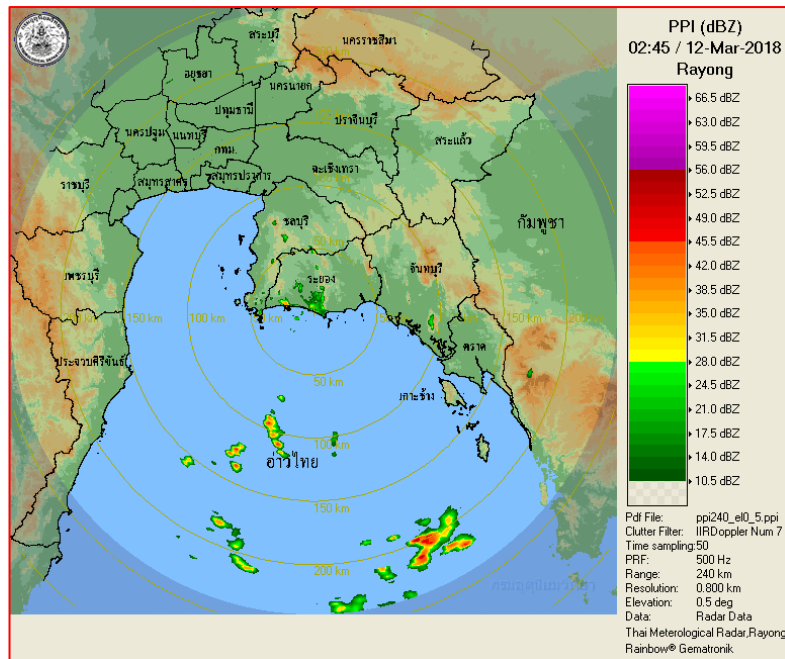 PPI (dBZ)
02:45 / 12-Mar-2018
Rayong
66.5 dBZ
63.0 dBZ
59.5 dBZ
56.0 dBZ
52.5 dBZ
49.0 dBZ
45.5 dBZ
42.0 dBZ
38.5 dBZ
35.0 dBZ
31.5 dBZ
28.0 dBZ
24.5 dBZ
21.0 dBZ
17.5 dBZ
14.0 dBZ
10.5 dBZ
Pdf File: ppi240_el0_5.ppi
Clutter Filter: IIRDoppler Num 7
Time sampling:50
PRF: 500 Hz
Range: 240 km
Resolution: 0.800 km
Elevation: 0.5 deg
Data: Radar Data
Thai Meterological Radar,Rayong
Rainbow® Gematronik
สระบุรี
นครราชสีมา
อยุธยา
นครนายก
ปทุมธานี
ปราจีนบุรี
นครปฐม
นนทบุรี
สระแก้ว
กทม.
ฉะเชิงเทรา
ราชบุรี
สมุทรสาคร
สมุทรปราการ
ชลบุรี
กัมพูชา
เพชรบุรี
ระยอง
จันทบุรี
150 km
100 km
150 km
ตราด
ประจวบคีรีขันธ์
50 km
เกาะช้าง
100 km
อ่าวไทย
150 km
200 km
กรมอุตุนิยมวิทยา